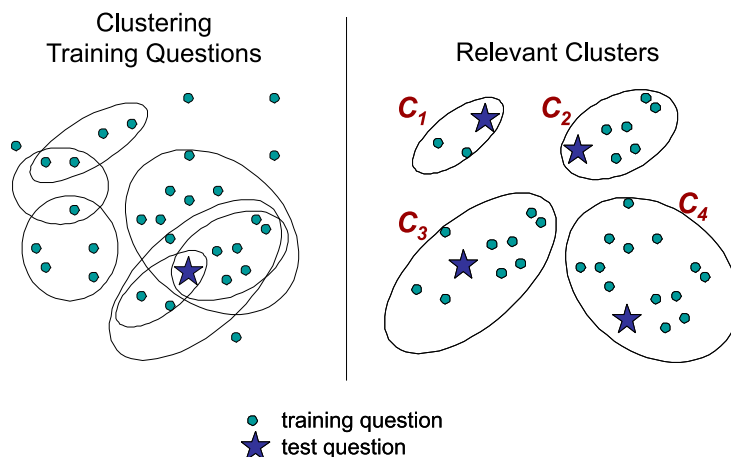 Clustering
Training Questions
Relevant Clusters
C1
C2
C3
C4
training question
test question